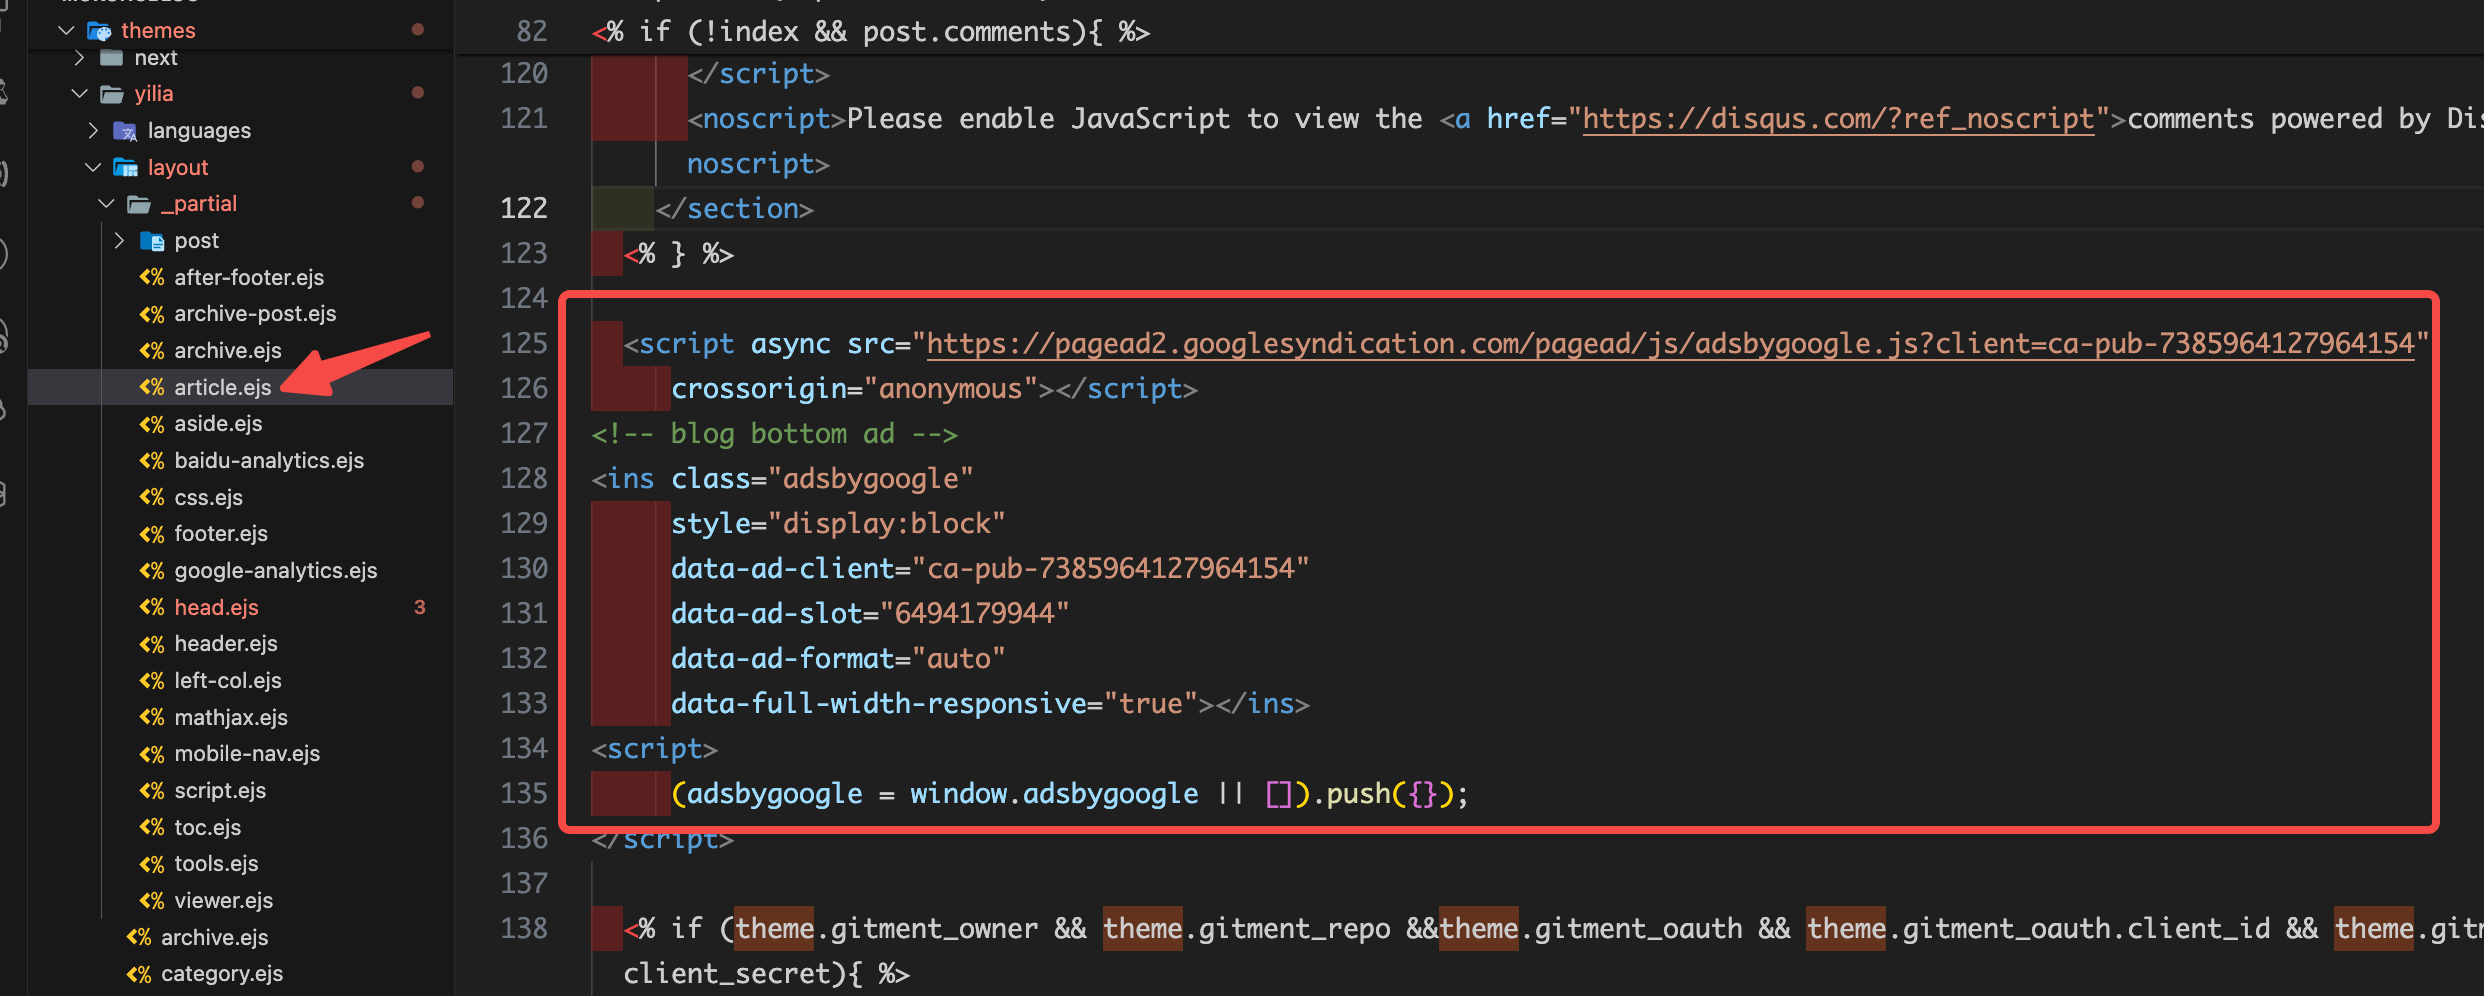 themes
next
yilia
languages
layout
_partial
post
after-footer.ejs
archive-post.ejs
archive.ejs
article.ejs
aside.ejs
baidu-analytics.ejs
css.ejs
footer.ejs
google-analytics.ejs
head.ejs 3
header.ejs
left-col.ejs
mathjax.ejs
mobile-nav.ejs
script.ejs
toc.ejs
tools.ejs
viewer.ejs
archive.ejs
category.ejs
82 <% if (!index && post.comments){ %>
120 </script>
121 <noscript>Please enable JavaScript to view the <a href="https://disqus.com/?ref_noscript">comments powered by Dis
noscript>
122 </section>
123 <% } %>
124
125 <script async src="https://pagead2.googlesyndication.com/pagead/js/adsbygoogle.js?client=ca-pub-7385964127964154"
126 crossorigin="anonymous"></script>
127 <!-- blog bottom ad -->
128 <ins class="adsbygoogle"
129 style="display:block"
130 data-ad-client="ca-pub-7385964127964154"
131 data-ad-slot="6494179944"
132 data-ad-format="auto"
133 data-full-width-responsive="true"></ins>
134 <script>
135 (adsbygoogle = window.adsbygoogle || []).push({});
136 </script>
137
138 <% if (theme.gitment_owner && theme.gitment_repo &&theme.gitment_oauth && theme.gitment_oauth.client_id && theme.gitm
client_secret){ %>